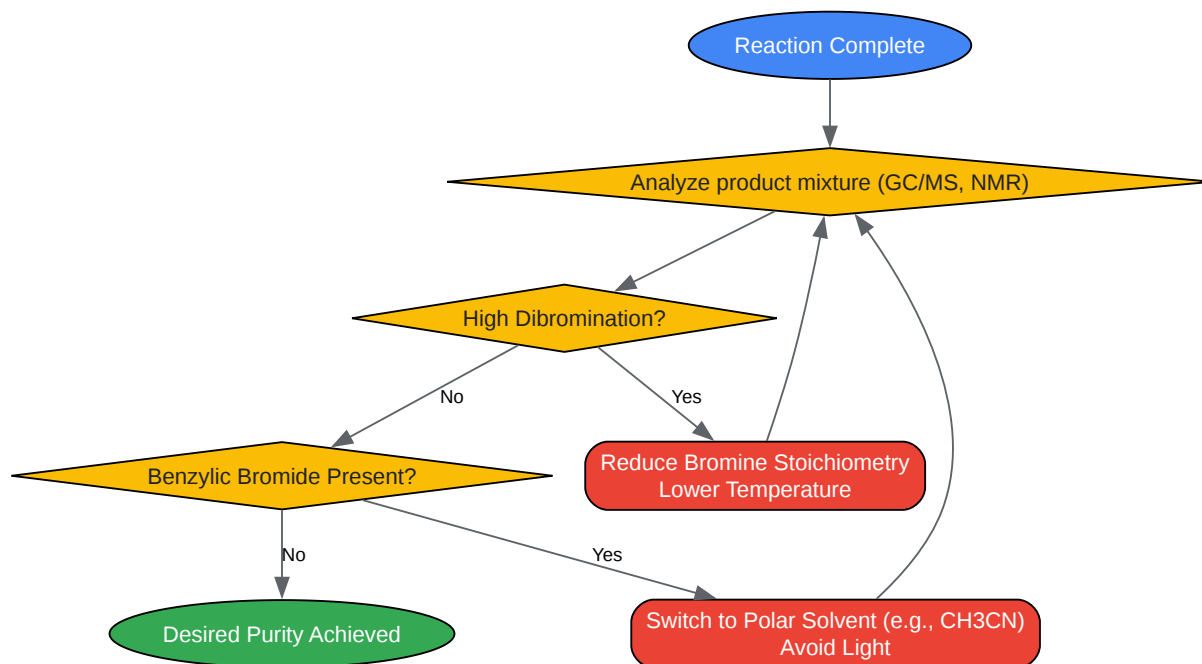 Reaction Complete
Analyze product mixture (GC/MS, NMR)
High Dibromination?
No
Yes
Benzylic Bromide Present?
Reduce Bromine Stoichiometry
Lower Temperature
No
Yes
Desired Purity Achieved
Switch to Polar Solvent (e.g., CH3CN)
Avoid Light